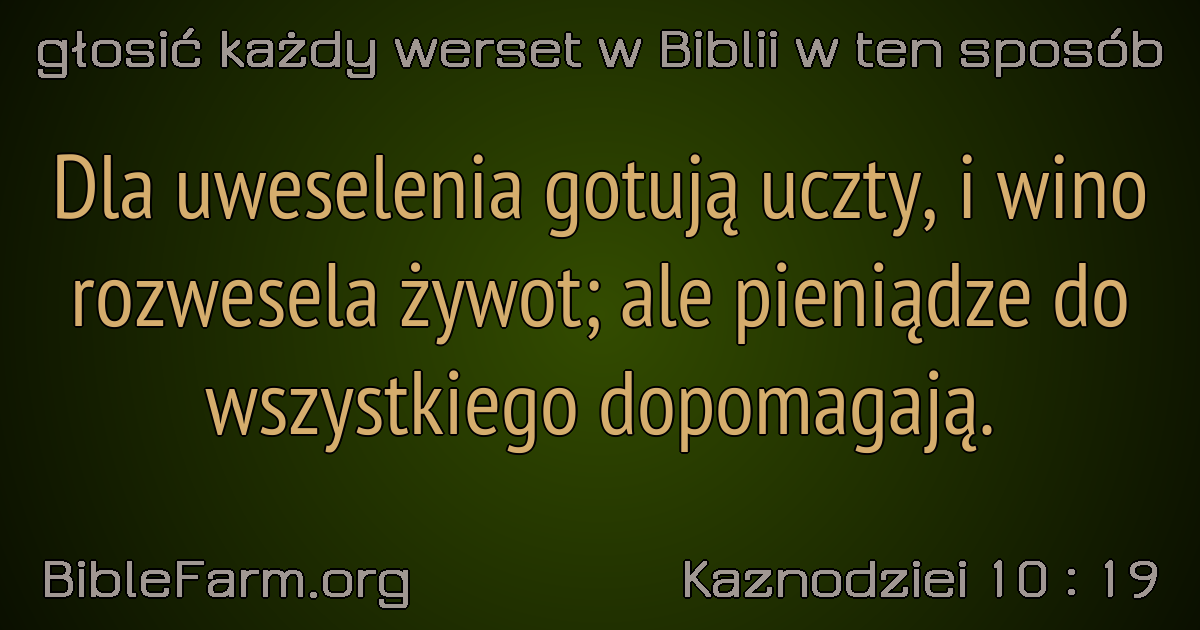 głosić każdy werset w Biblii w ten sposób
Dla uweselenia gotują uczty, i wino
rozwesela żywot; ale pieniądze do
wszystkiego dopomagają.
BibleFarm.org
Kaznodziei 10 : 19